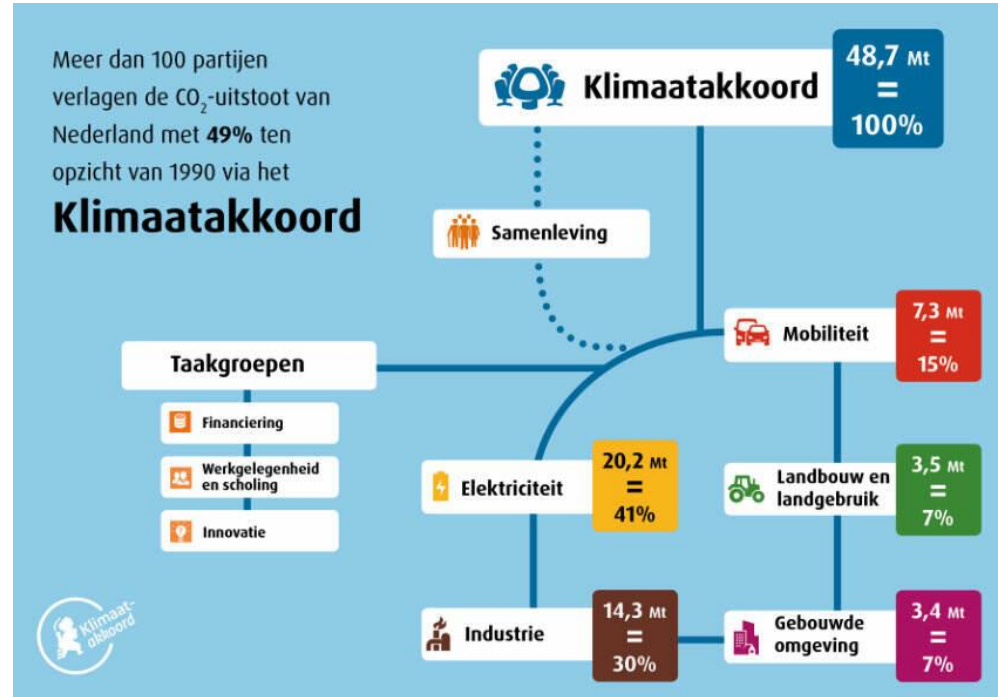 Meer dan 100 partijen
verlagen de CO₂-uitstoot van
Nederland met 49% ten
opzicht van 1990 via het
Klimaatakkoord
Klimaatakkoord
48,7 Mt
=
100%
Samenleving
Mobiliteit
7,3 Mt
=
15%
Taakgroepen
Financiering
Werkgelegenheid
en scholing
Innovatie
Elektriciteit
20,2 Mt
=
41%
Landbouw en
landgebruik
3,5 Mt
=
7%
Industrie
14,3 Mt
=
30%
Gebouwde
omgeving
3,4 Mt
=
7%
Klimaat-
akkoord